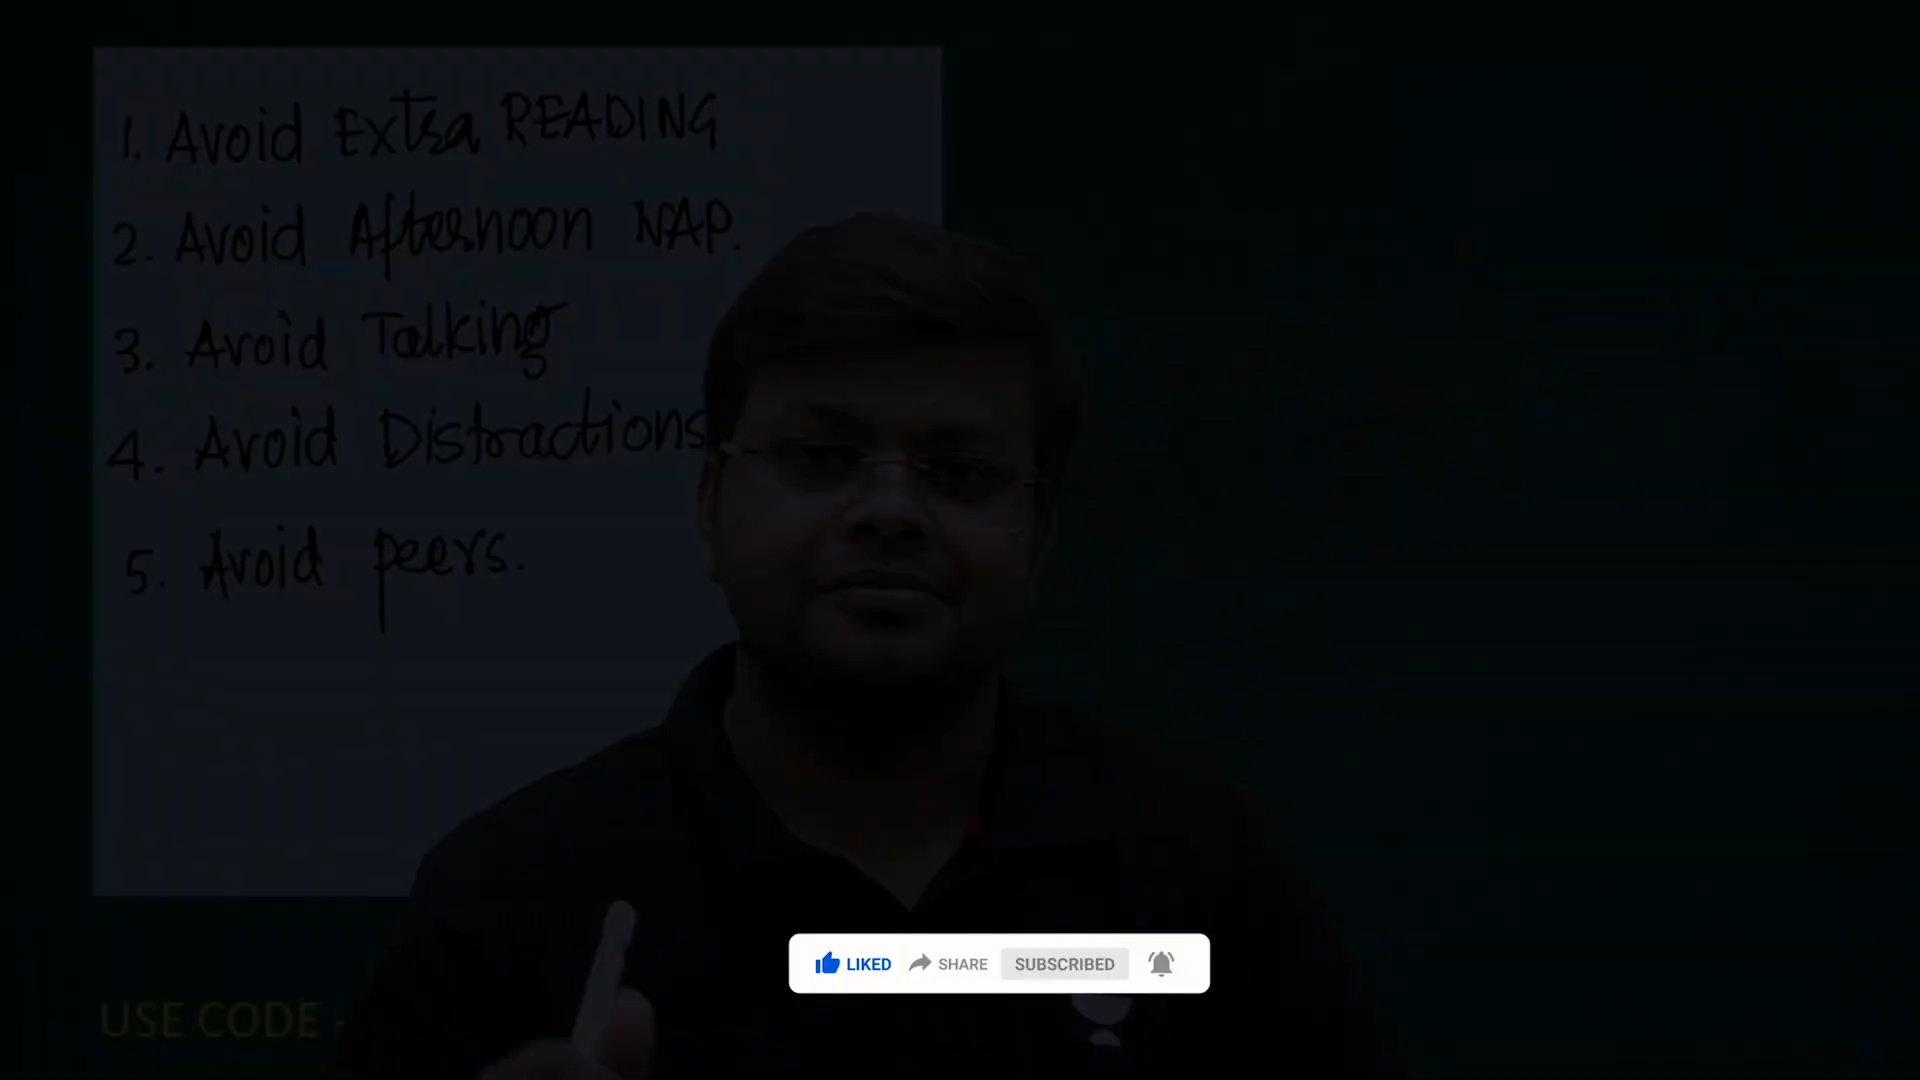 1. Avoid Extra READING
2. Avoid Afternoon NAP.
3. Avoid Talking
4. Avoid Distractions
5. Avoid peers.
LIKED SHARE SUBSCRIBED
USE CODE -